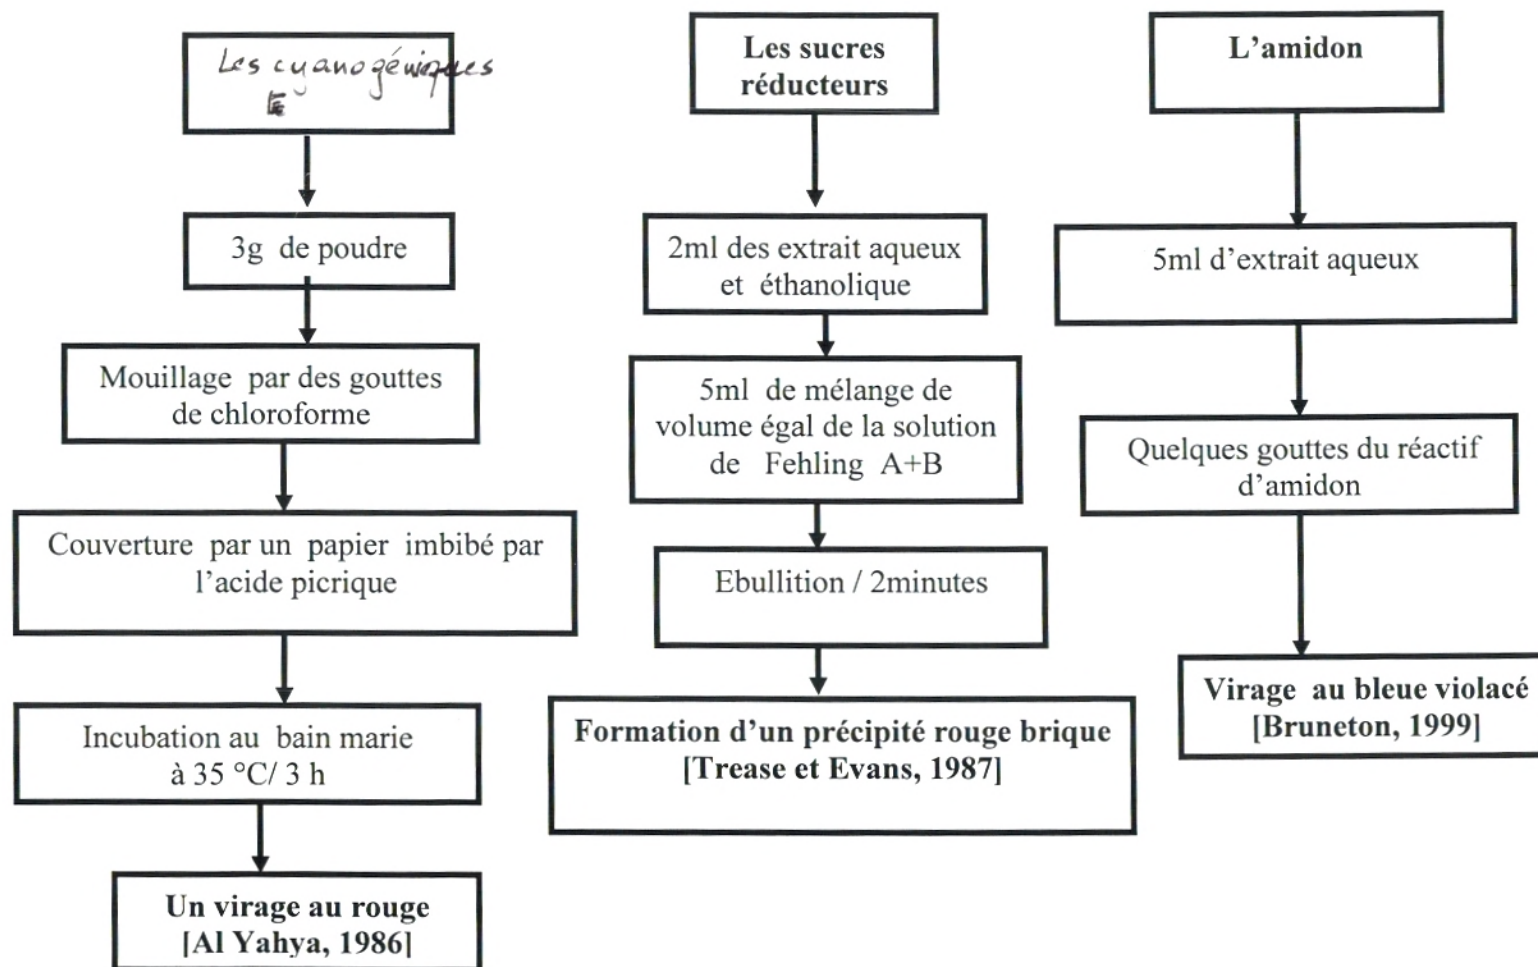 Les cyanogéniques
3g de poudre
Mouillage par des gouttes
de chloroforme
Couverture par un papier imbibé par
l'acide picrique
Incubation au bain marie
à 35 °C/ 3 h
Un virage au rouge
[Al Yahya, 1986]
Les sucres
réducteurs
2ml des extrait aqueux
et éthanolique
5ml de mélange de
volume égal de la solution
de Fehling A+B
Ebullition / 2minutes
Formation d'un précipité rouge brique
[Trease et Evans, 1987]
L'amidon
5ml d'extrait aqueux
Quelques gouttes du réactif
d'amidon
Virage au bleue violacé
[Bruneton, 1999]